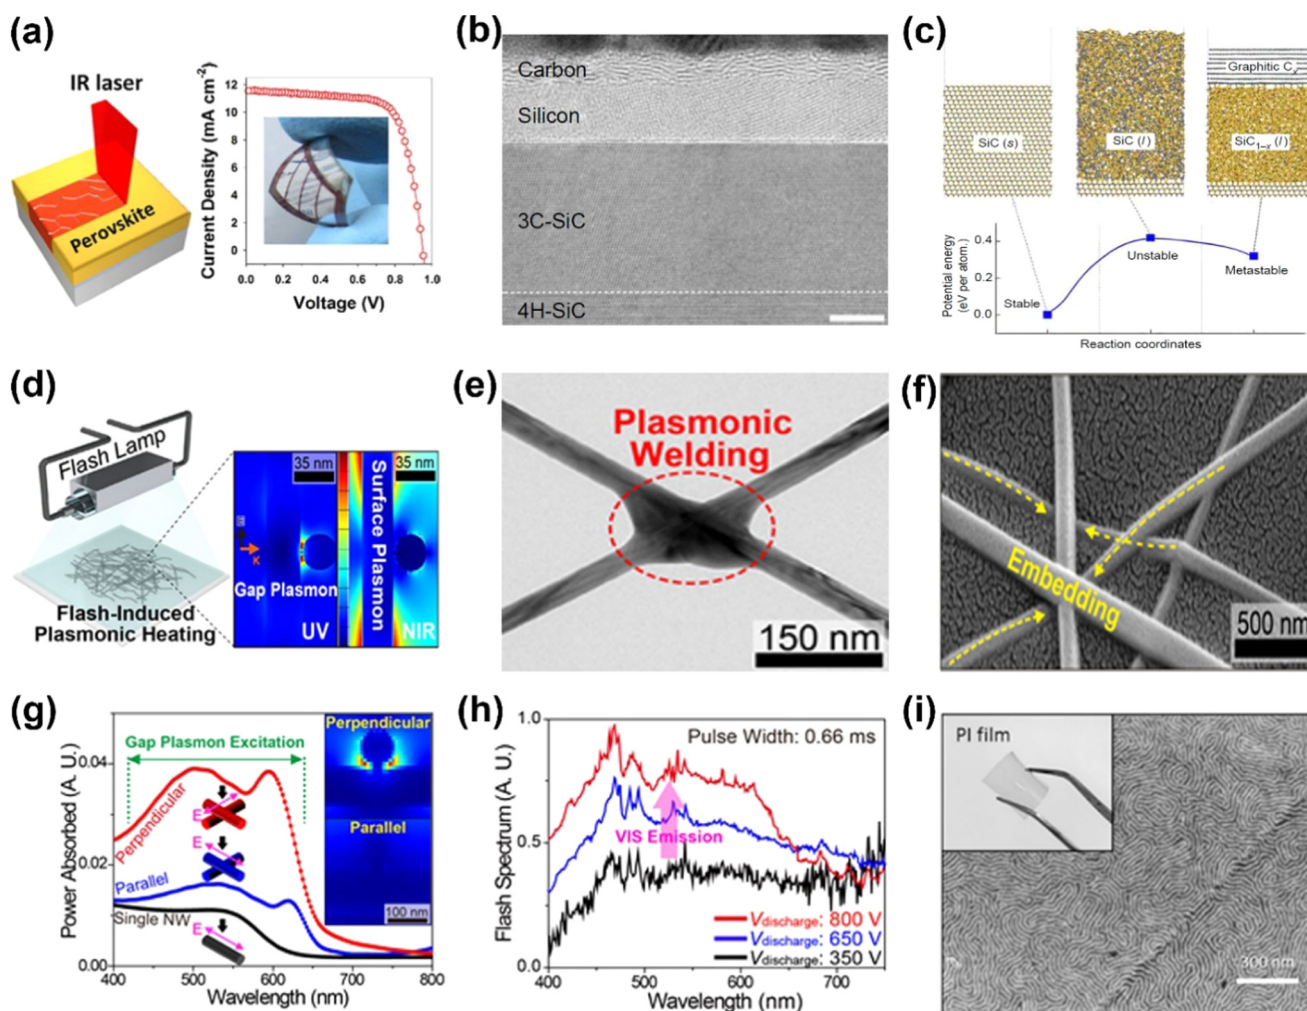 (a)
IR laser
Perovskite
Current Density (mA cm⁻²)
12
10
8
6
4
2
0
0.0 0.2 0.4 0.6 0.8 1.0
Voltage (V)
(b)
Carbon
Silicon
3C-SiC
4H-SiC
(c)
SiC (s)
SiC (l)
Graphitic Cₓ
SiC₁₋ₓ (l)
Potential energy
(eV per atom.)
0.4
0.2
0.0
Stable
Unstable
Metastable
Reaction coordinates
(d)
Flash Lamp
Flash-Induced
Plasmonic Heating
35 nm
35 nm
K
Gap Plasmon
Surface Plasmon
UV
NIR
(e)
Plasmonic
Welding
150 nm
(f)
Embedding
500 nm
(g)
Power Absorbed (A. U.)
0.04
0.02
0.00
Gap Plasmon Excitation
Perpendicular
Parallel
Single NW
E
E
E
Perpendicular
Parallel
100 nm
400 500 600 700 800
Wavelength (nm)
(h)
Flash Spectrum (A. U.)
1.0
0.5
0.0
Pulse Width: 0.66 ms
VIS Emission
Vdischarge: 800 V
Vdischarge: 650 V
Vdischarge: 350 V
400 500 600 700
Wavelength (nm)
(i)
PI film
300 nm